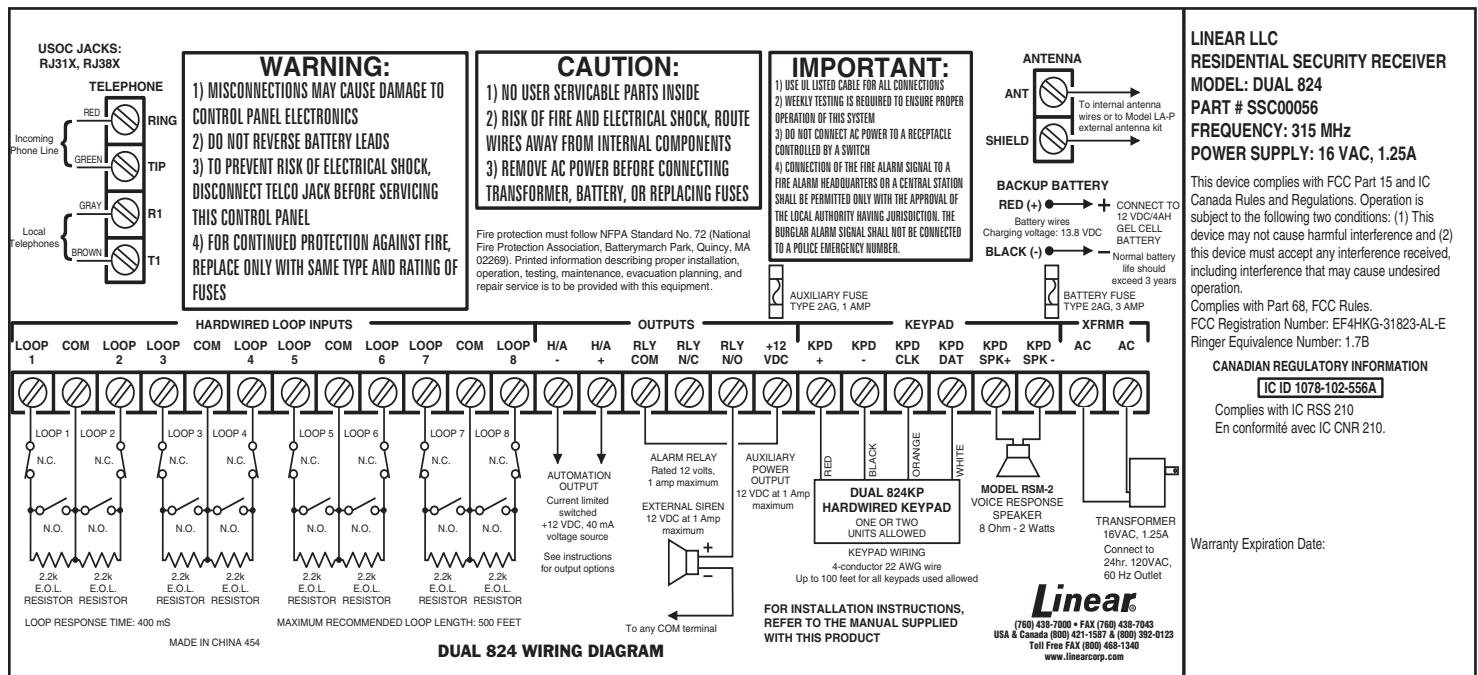 USOC JACKS:
RJ31X, RJ38X
TELEPHONE
RED
RING
Incoming
Phone Line
GREEN
TIP
GRAY
R1
Local
Telephones
BROWN
T1
WARNING:
1) MISCONNECTIONS MAY CAUSE DAMAGE TO
CONTROL PANEL ELECTRONICS
2) DO NOT REVERSE BATTERY LEADS
3) TO PREVENT RISK OF ELECTRICAL SHOCK,
DISCONNECT TELCO JACK BEFORE SERVICING
THIS CONTROL PANEL
4) FOR CONTINUED PROTECTION AGAINST FIRE,
REPLACE ONLY WITH SAME TYPE AND RATING OF
FUSES
CAUTION:
1) NO USER SERVICABLE PARTS INSIDE
2) RISK OF FIRE AND ELECTRICAL SHOCK, ROUTE
WIRES AWAY FROM INTERNAL COMPONENTS
3) REMOVE AC POWER BEFORE CONNECTING
TRANSFORMER, BATTERY, OR REPLACING FUSES
Fire protection must follow NFPA Standard No. 72 (National
Fire Protection Association, Batterymarch Park, Quincy, MA
02269). Printed information describing proper installation,
operation, testing, maintenance, evacuation planning, and
repair service is to be provided with this equipment.
IMPORTANT:
1) USE UL LISTED CABLE FOR ALL CONNECTIONS
2) WEEKLY TESTING IS REQUIRED TO ENSURE PROPER
OPERATION OF THIS SYSTEM
3) DO NOT CONNECT AC POWER TO A RECEPTACLE
CONTROLLED BY A SWITCH
4) CONNECTION OF THE FIRE ALARM SIGNAL TO A
FIRE ALARM HEADQUARTERS OR A CENTRAL STATION
SHALL BE PERMITTED ONLY WITH THE APPROVAL OF
THE LOCAL AUTHORITY HAVING JURISDICTION. THE
BURGLAR ALARM SIGNAL SHALL NOT BE CONNECTED
TO A POLICE EMERGENCY NUMBER.
AUXILIARY FUSE
TYPE 2AG, 1 AMP
ANTENNA
ANT
SHIELD
To internal antenna
wires or to Model LA-P
external antenna kit
BACKUP BATTERY
RED (+)
+
Battery wires
Charging voltage: 13.8 VDC
BLACK (-)
–
CONNECT TO
12 VDC/4AH
GEL CELL
BATTERY
Normal battery
life should
exceed 3 years
BATTERY FUSE
TYPE 2AG, 3 AMP
HARDWIRED LOOP INPUTS
OUTPUTS
KEYPAD
XFRMR
LOOP 1
COM
LOOP 2
LOOP 3
COM
LOOP 4
LOOP 5
COM
LOOP 6
LOOP 7
COM
LOOP 8
H/A -
H/A +
RLY COM
RLY N/C
RLY N/O
+12 VDC
KPD +
KPD -
KPD CLK
KPD DAT
KPD SPK+
KPD SPK -
AC
AC
LOOP 1
LOOP 2
N.C.
N.C.
N.O.
N.O.
2.2k
E.O.L.
RESISTOR
2.2k
E.O.L.
RESISTOR
LOOP 3
LOOP 4
N.C.
N.C.
N.O.
N.O.
2.2k
E.O.L.
RESISTOR
2.2k
E.O.L.
RESISTOR
LOOP 5
LOOP 6
N.C.
N.C.
N.O.
N.O.
2.2k
E.O.L.
RESISTOR
2.2k
E.O.L.
RESISTOR
LOOP 7
LOOP 8
N.C.
N.C.
N.O.
N.O.
2.2k
E.O.L.
RESISTOR
2.2k
E.O.L.
RESISTOR
LOOP RESPONSE TIME: 400 mS
MAXIMUM RECOMMENDED LOOP LENGTH: 500 FEET
MADE IN CHINA 454
AUTOMATION
OUTPUT
Current limited
switched
+12 VDC, 40 mA
voltage source
See instructions
for output options
ALARM RELAY
Rated 12 volts,
1 amp maximum
EXTERNAL SIREN
12 VDC at 1 Amp
maximum
+
–
To any COM terminal
AUXILIARY
POWER
OUTPUT
12 VDC at 1 Amp
maximum
RED
BLACK
ORANGE
WHITE
DUAL 824KP
HARDWIRED KEYPAD
ONE OR TWO
UNITS ALLOWED
KEYPAD WIRING
4-conductor 22 AWG wire
Up to 100 feet for all keypads used allowed
MODEL RSM-2
VOICE RESPONSE
SPEAKER
8 Ohm - 2 Watts
TRANSFORMER
16VAC, 1.25A
Connect to
24hr. 120VAC,
60 Hz Outlet
FOR INSTALLATION INSTRUCTIONS,
REFER TO THE MANUAL SUPPLIED
WITH THIS PRODUCT
DUAL 824 WIRING DIAGRAM
Linear®
(760) 438-7000 • FAX (760) 438-7043
USA & Canada (800) 421-1587 & (800) 392-0123
Toll Free FAX (800) 468-1340
www.linearcorp.com
LINEAR LLC
RESIDENTIAL SECURITY RECEIVER
MODEL: DUAL 824
PART # SSC00056
FREQUENCY: 315 MHz
POWER SUPPLY: 16 VAC, 1.25A
This device complies with FCC Part 15 and IC
Canada Rules and Regulations. Operation is
subject to the following two conditions: (1) This
device may not cause harmful interference and (2)
this device must accept any interference received,
including interference that may cause undesired
operation.
Complies with Part 68, FCC Rules.
FCC Registration Number: EF4HKG-31823-AL-E
Ringer Equivalence Number: 1.7B
CANADIAN REGULATORY INFORMATION
IC ID 1078-102-556A
Complies with IC RSS 210
En conformité avec IC CNR 210.
Warranty Expiration Date: